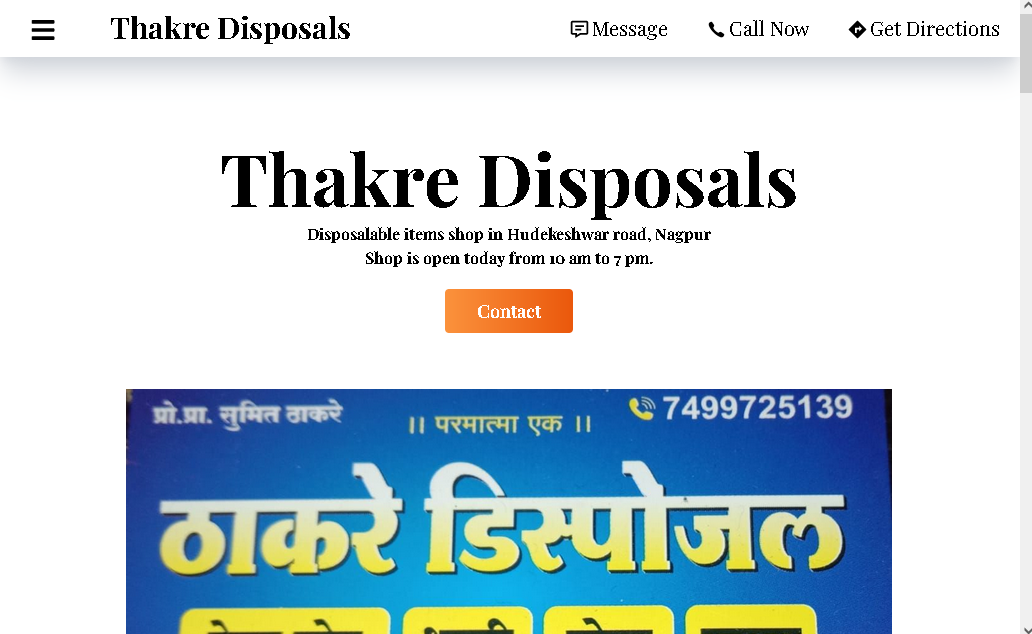 Thakre Disposals
Message
Call Now
Get Directions
Thakre Disposals
Disposalable items shop in Hudekeshwar road, Nagpur
Shop is open today from 10 am to 7 pm.
Contact
प्रो.प्रा. सुमित ठाकरे
7499725139
।। परमात्मा एक ।।
ठाकरे डिस्पोजल